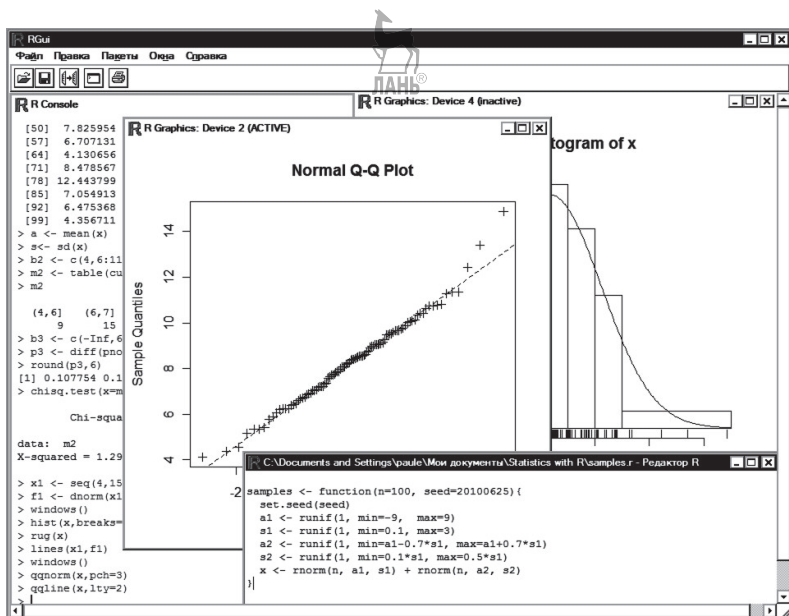 ЛАНЬ®
RGui
Файл Правка Пакеты Окна Справка
R Console
[50] 7.825954
[57] 6.707131
[64] 4.130656
[71] 8.478567
[78] 12.443799
[85] 7.054913
[92] 6.475368
[99] 4.356711
> a <- mean(x)
> s<- sd(x)
> b2 <- c(4,6:11
> m2 <- table(cu
> m2
(4,6] (6,7]
9 15
> b3 <- c(-Inf,6
> p3 <- diff(pno
> round(p3,6)
[1] 0.107754 0.1
> chisq.test(x=m
Chi-squa
data: m2
X-squared = 1.29
> x1 <- seq(4,15
> f1 <- dnorm(x1
> windows()
> hist(x,breaks=
> rug(x)
> lines(x1,f1)
> windows()
> qqnorm(x,pch=3)
> qqline(x,lty=2)
>
R Graphics: Device 2 (ACTIVE)
Normal Q-Q Plot
Sample Quantiles
14
12
10
8
6
4
-2
R Graphics: Device 4 (inactive)
togram of x
C:\Documents and Settings\paule\Мои документы\Statistics with R\samples.r - Редактор R
samples <- function(n=100, seed=20100625){
set.seed(seed)
a1 <- runif(1, min=-9, max=9)
s1 <- runif(1, min=0.1, max=3)
a2 <- runif(1, min=a1-0.7*s1, max=a1+0.7*s1)
s2 <- runif(1, min=0.1*s1, max=0.5*s1)
x <- rnorm(n, a1, s1) + rnorm(n, a2, s2)
}